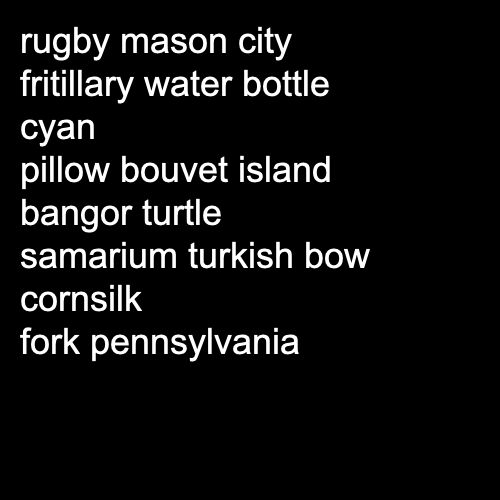 rugby mason city
fritillary water bottle
cyan
pillow bouvet island
bangor turtle
samarium turkish bow
cornsilk
fork pennsylvania